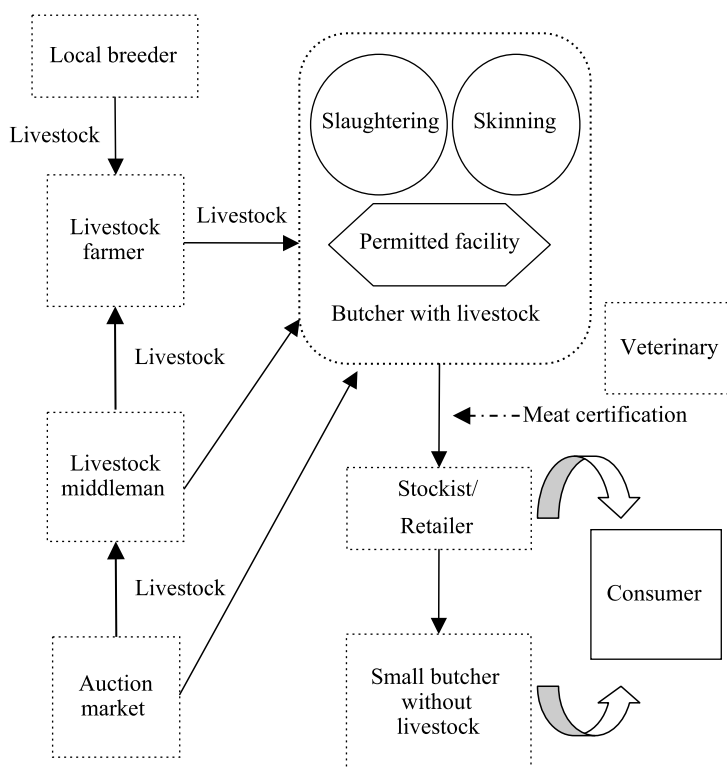 Local breeder
Livestock
Livestock
farmer
Livestock
Slaughtering
Skinning
Permitted facility
Butcher with livestock
Veterinary
Livestock
Meat certification
Livestock
middleman
Stockist/
Retailer
Consumer
Livestock
Auction
market
Small butcher
without
livestock